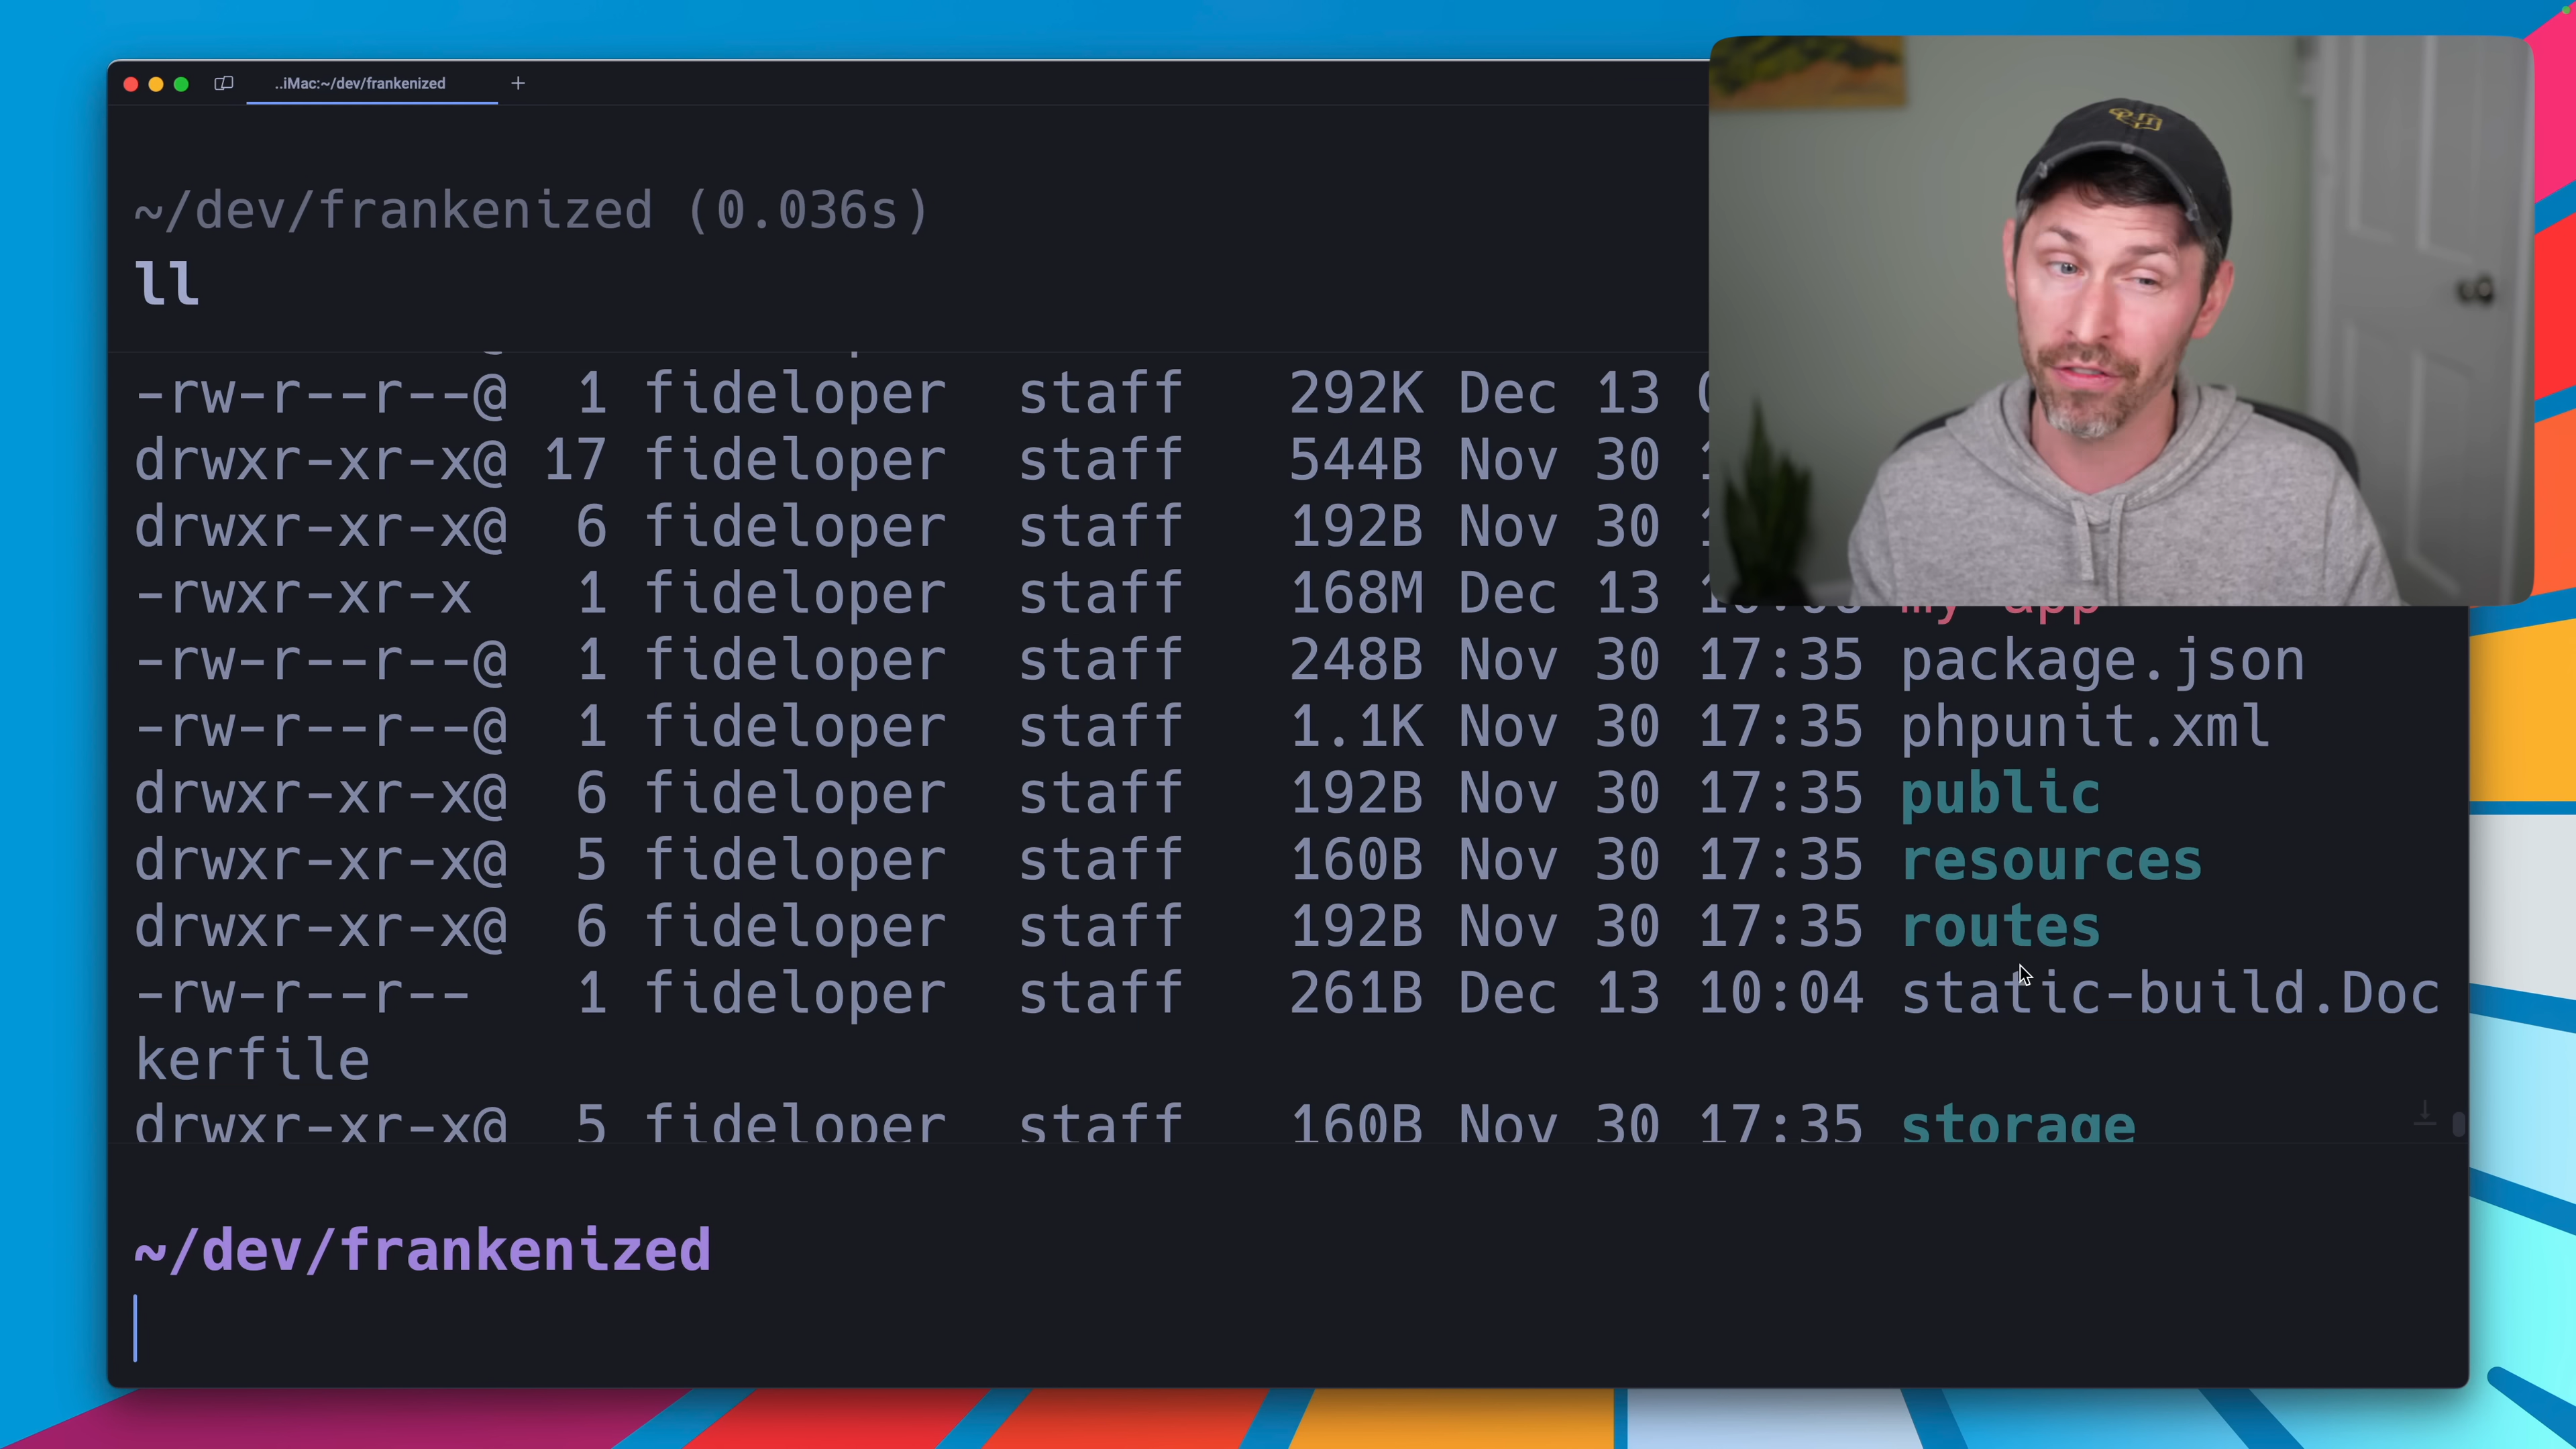 ..iMac:~/dev/frankenized
~/dev/frankenized (0.036s)
ll
-rw-r--r--@ 1 fideloper staff 292K Dec 13
drwxr-xr-x@ 17 fideloper staff 544B Nov 30
drwxr-xr-x@ 6 fideloper staff 192B Nov 30
-rwxr-xr-x 1 fideloper staff 168M Dec 13 my-app
-rw-r--r--@ 1 fideloper staff 248B Nov 30 17:35 package.json
-rw-r--r--@ 1 fideloper staff 1.1K Nov 30 17:35 phpunit.xml
drwxr-xr-x@ 6 fideloper staff 192B Nov 30 17:35 public
drwxr-xr-x@ 5 fideloper staff 160B Nov 30 17:35 resources
drwxr-xr-x@ 6 fideloper staff 192B Nov 30 17:35 routes
-rw-r--r-- 1 fideloper staff 261B Dec 13 10:04 static-build.Doc
kerfile
drwxr-xr-x@ 5 fideloper staff 160B Nov 30 17:35 storage
~/dev/frankenized